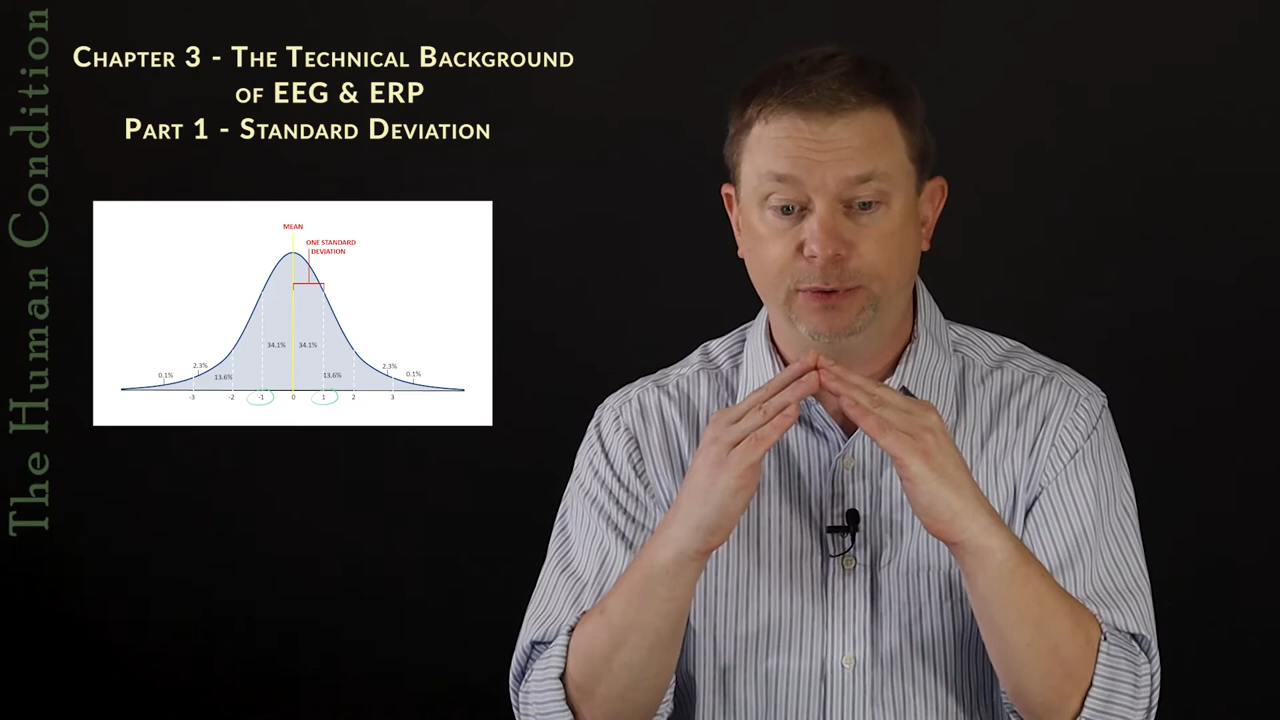 The Human Condition
Chapter 3 - The Technical Background
of EEG & ERP
Part 1 - Standard Deviation
MEAN
ONE STANDARD
DEVIATION
34.1% 34.1%
2.3% 2.3%
0.1% 13.6% 13.6% 0.1%
-3 -2 -1 0 1 2 3